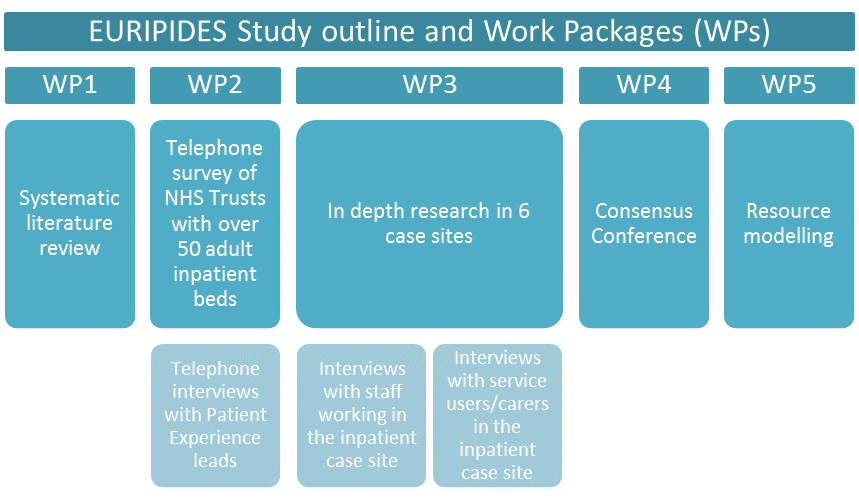 EURIPIDES Study outline and Work Packages (WPs)
WP1
WP2
WP3
WP4
WP5
Systematic
literature
review
Telephone
survey of
NHS Trusts
with over
50 adult
inpatient
beds
In depth research in 6
case sites
Consensus
Conference
Resource
modelling
Telephone
interviews
with Patient
Experience
leads
Interviews
with staff
working in
the inpatient
case site
Interviews
with service
users/carers
in the
inpatient
case site